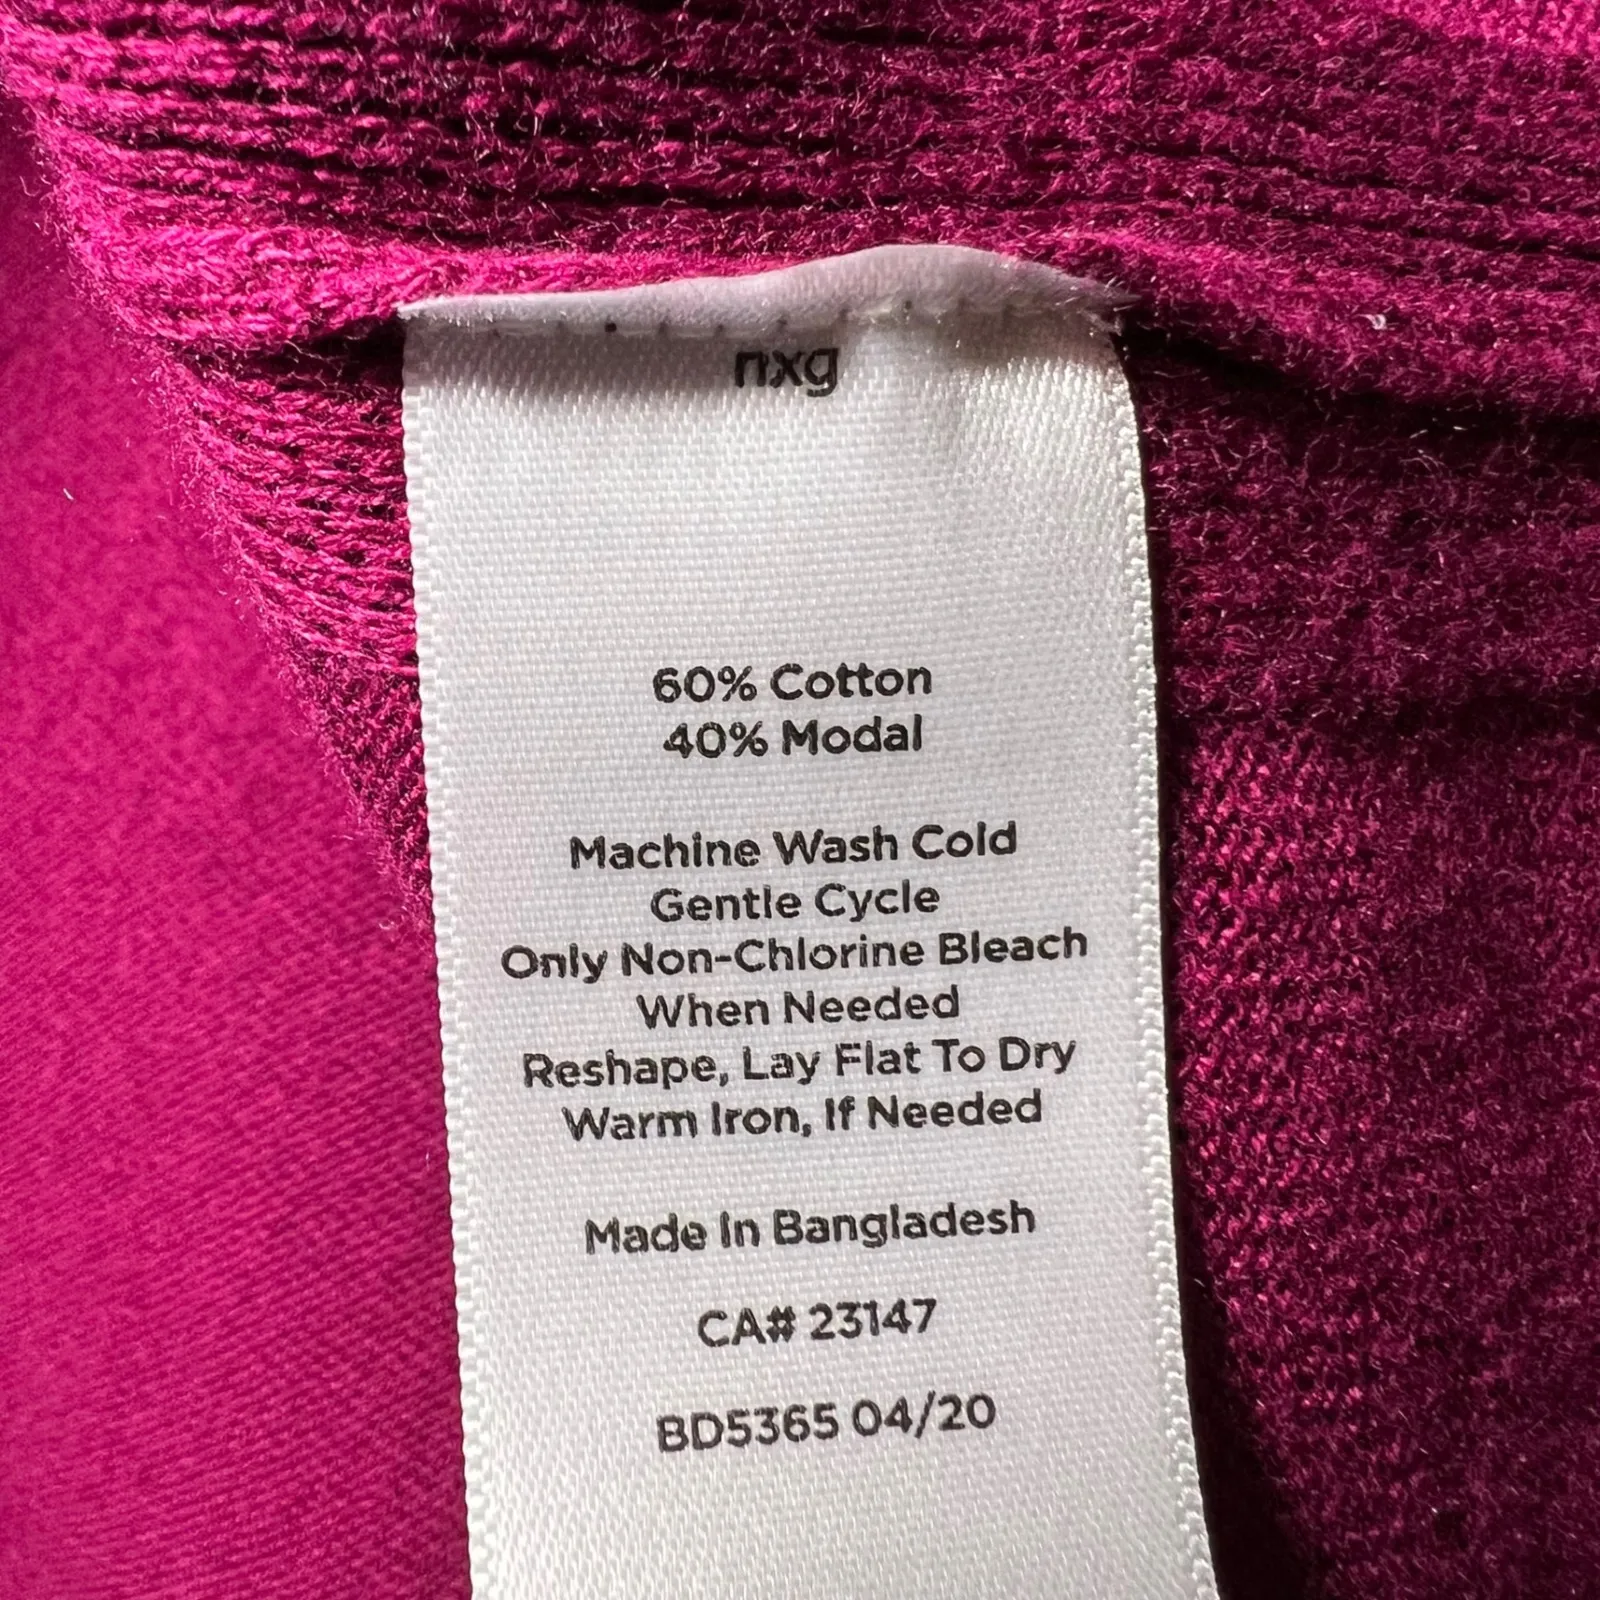 nxg
60% Cotton
40% Modal
Machine Wash Cold
Gentle Cycle
Only Non-Chlorine Bleach
When Needed
Reshape, Lay Flat To Dry
Warm Iron, If Needed
Made In Bangladesh
CA# 23147
BD5365 04/20